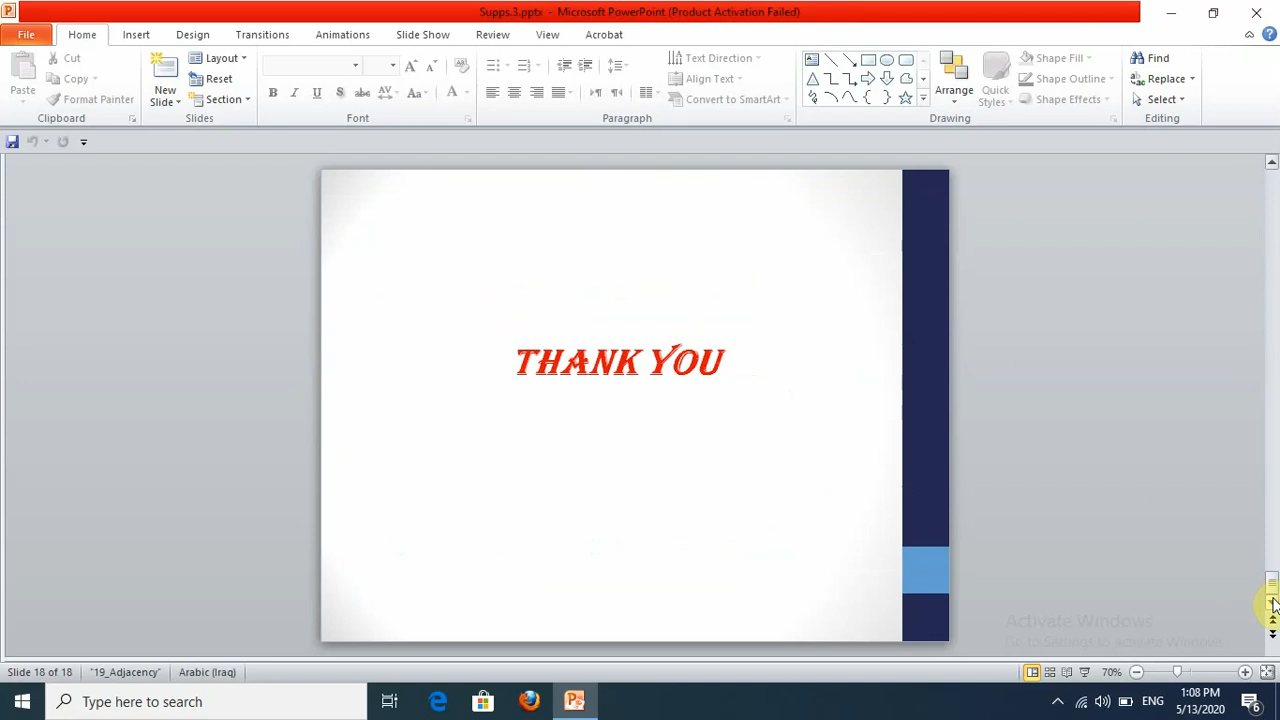 Supps.3.pptx - Microsoft PowerPoint (Product Activation Failed)
File Home Insert Design Transitions Animations Slide Show Review View Acrobat
Paste
Cut
Copy
Format Painter
Clipboard
New
Slide
Layout
Reset
Section
Slides
B I U S abc AV Aa A
Font
Text Direction
Align Text
Convert to SmartArt
Paragraph
Arrange
Quick
Styles
Shape Fill
Shape Outline
Shape Effects
Drawing
Find
Replace
Select
Editing
THANK YOU
Activate Windows
Go to Settings to activate Windows.
Slide 18 of 18 "19_Adjacency" Arabic (Iraq) 70%
Type here to search
ENG
1:08 PM
5/13/2020
6